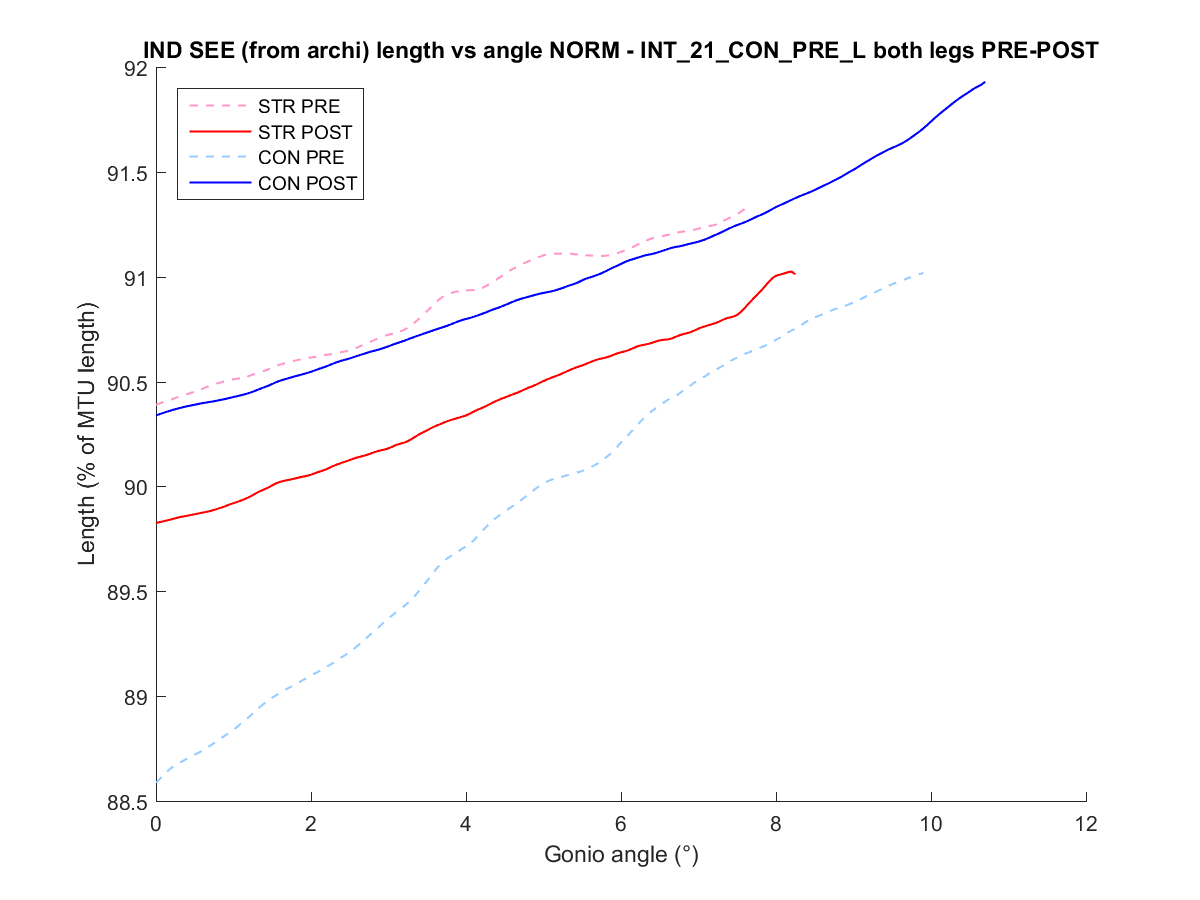 IND SEE (from archi) length vs angle NORM - INT_21_CON_PRE_L both legs PRE-POST
92
91.5
91
90.5
90
89.5
89
88.5
Length (% of MTU length)
STR PRE
STR POST
CON PRE
CON POST
0 2 4 6 8 10 12
Gonio angle (°)